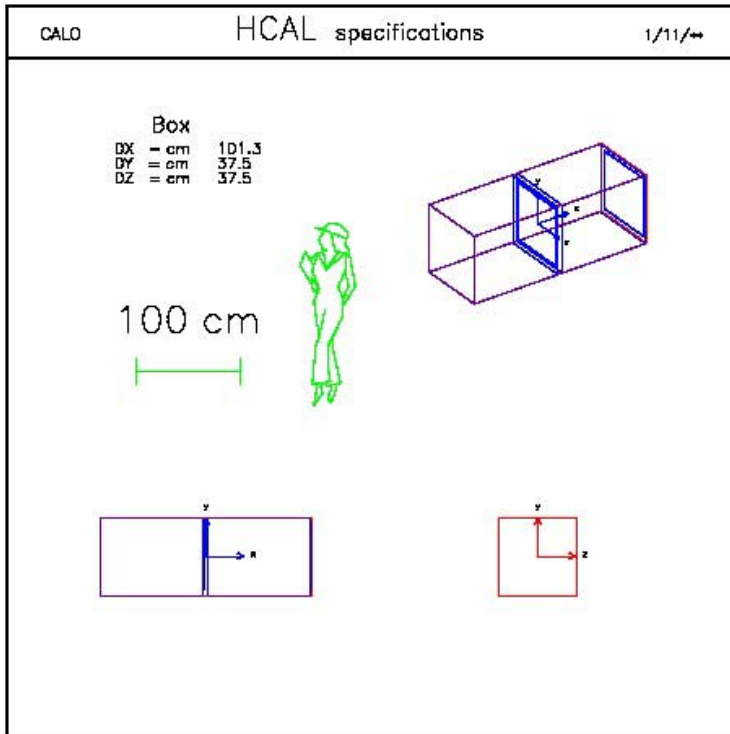 CALO HCAL specifications 1/11/**
Box
DX = cm 101.3
DY = cm 37.5
DZ = cm 37.5
y
x
z
100 cm
y
x
y
z